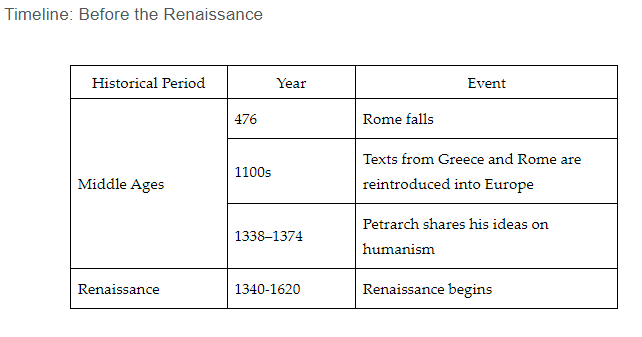 Timeline: Before the Renaissance
Historical Period Year Event
476 Rome falls
Middle Ages
1100s
Texts from Greece and Rome are
reintroduced into Europe
1338–1374
Petrarch shares his ideas on
humanism
Renaissance 1340-1620 Renaissance begins